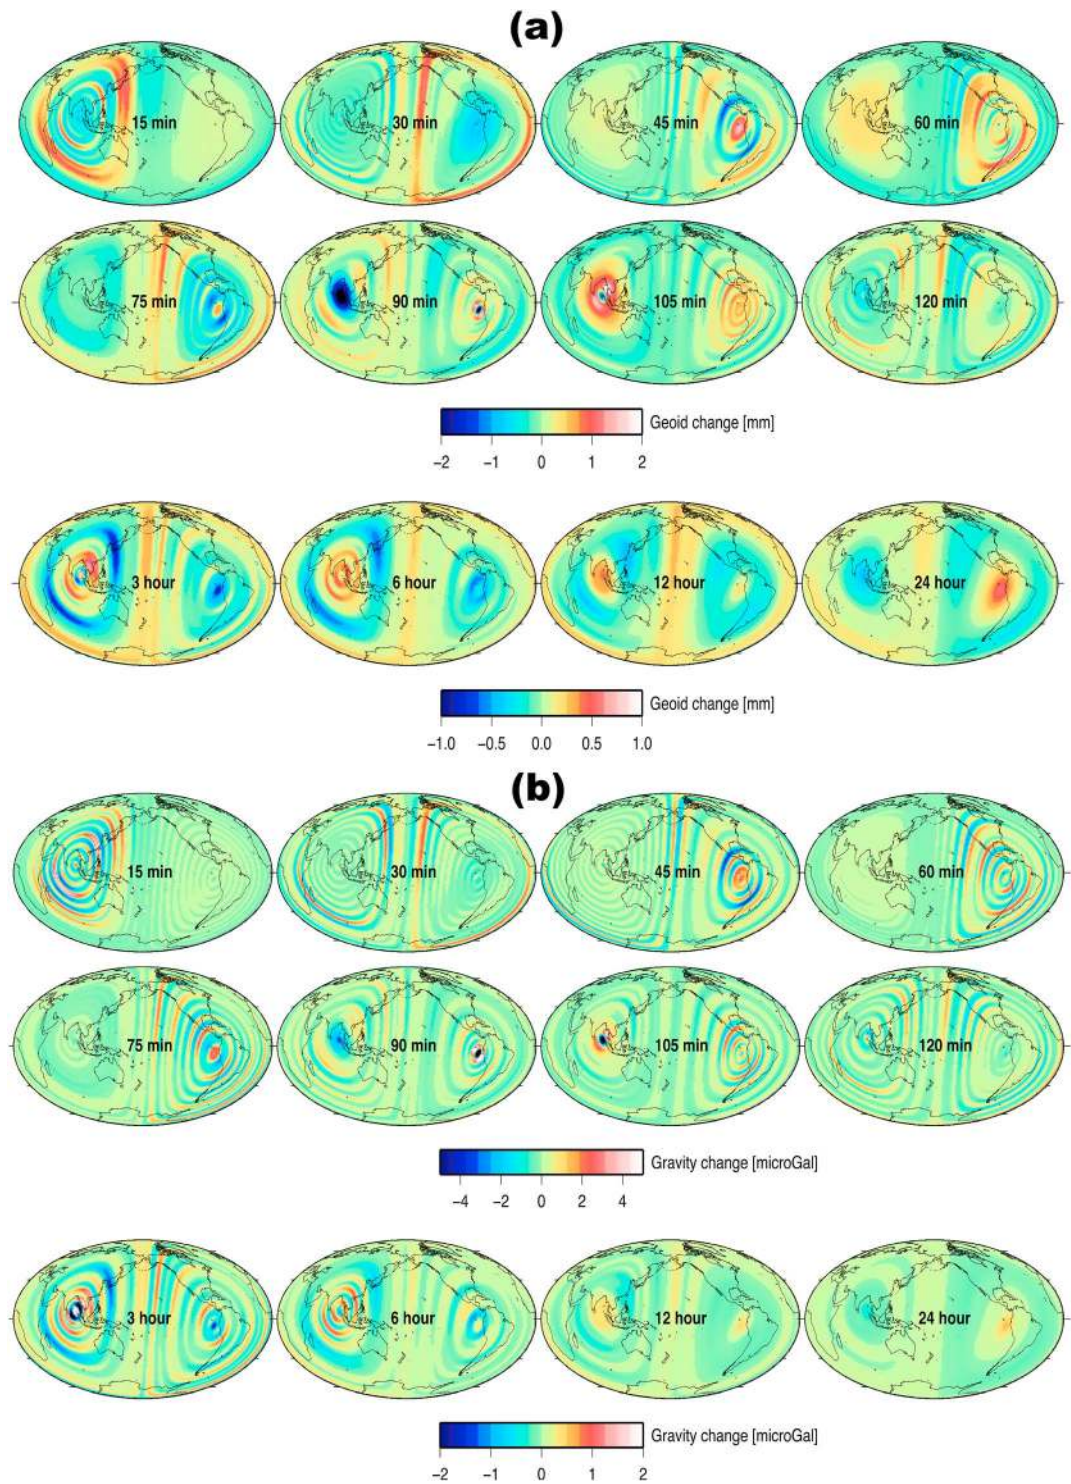 (a)
15 min 30 min 45 min 60 min
75 min 90 min 105 min 120 min
Geoid change [mm]
−2 −1 0 1 2
3 hour 6 hour 12 hour 24 hour
Geoid change [mm]
−1.0 −0.5 0.0 0.5 1.0
(b)
15 min 30 min 45 min 60 min
75 min 90 min 105 min 120 min
Gravity change [microGal]
−4 −2 0 2 4
3 hour 6 hour 12 hour 24 hour
Gravity change [microGal]
−2 −1 0 1 2